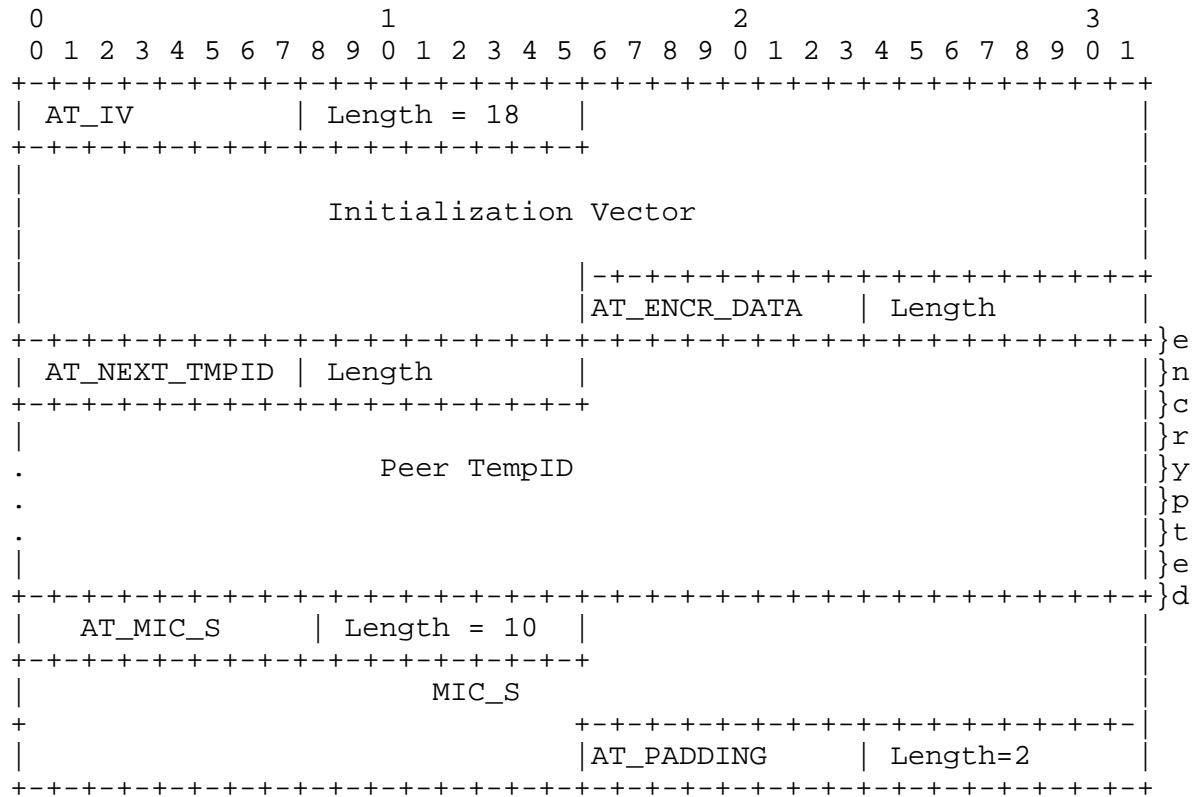 0                   1                   2                   3
 0 1 2 3 4 5 6 7 8 9 0 1 2 3 4 5 6 7 8 9 0 1 2 3 4 5 6 7 8 9 0 1
+-+-+-+-+-+-+-+-+-+-+-+-+-+-+-+-+-+-+-+-+-+-+-+-+-+-+-+-+-+-+-+-+
| AT_IV         | Length = 18   |                               |
+-+-+-+-+-+-+-+-+-+-+-+-+-+-+-+-+                               |
|                                                               |
|                 Initialization Vector                         |
|                                                               |
|                               |-+-+-+-+-+-+-+-+-+-+-+-+-+-+-+-+
|                               |AT_ENCR_DATA   | Length        |
+-+-+-+-+-+-+-+-+-+-+-+-+-+-+-+-+-+-+-+-+-+-+-+-+-+-+-+-+-+-+-+-+}e
| AT_NEXT_TMPID | Length        |                               |}n
+-+-+-+-+-+-+-+-+-+-+-+-+-+-+-+-+                               |}c
|                                                               |}r
.                    Peer TempID                                |}y
.                                                               |}p
.                                                               |}t
|                                                               |}e
+-+-+-+-+-+-+-+-+-+-+-+-+-+-+-+-+-+-+-+-+-+-+-+-+-+-+-+-+-+-+-+-+}d
|   AT_MIC_S     | Length = 10  |                               |
+-+-+-+-+-+-+-+-+-+-+-+-+-+-+-+-+                               |
|                       MIC_S                                   |
+                               +-+-+-+-+-+-+-+-+-+-+-+-+-+-+-+-|
|                               |AT_PADDING     | Length=2      |
+-+-+-+-+-+-+-+-+-+-+-+-+-+-+-+-+-+-+-+-+-+-+-+-+-+-+-+-+-+-+-+-+